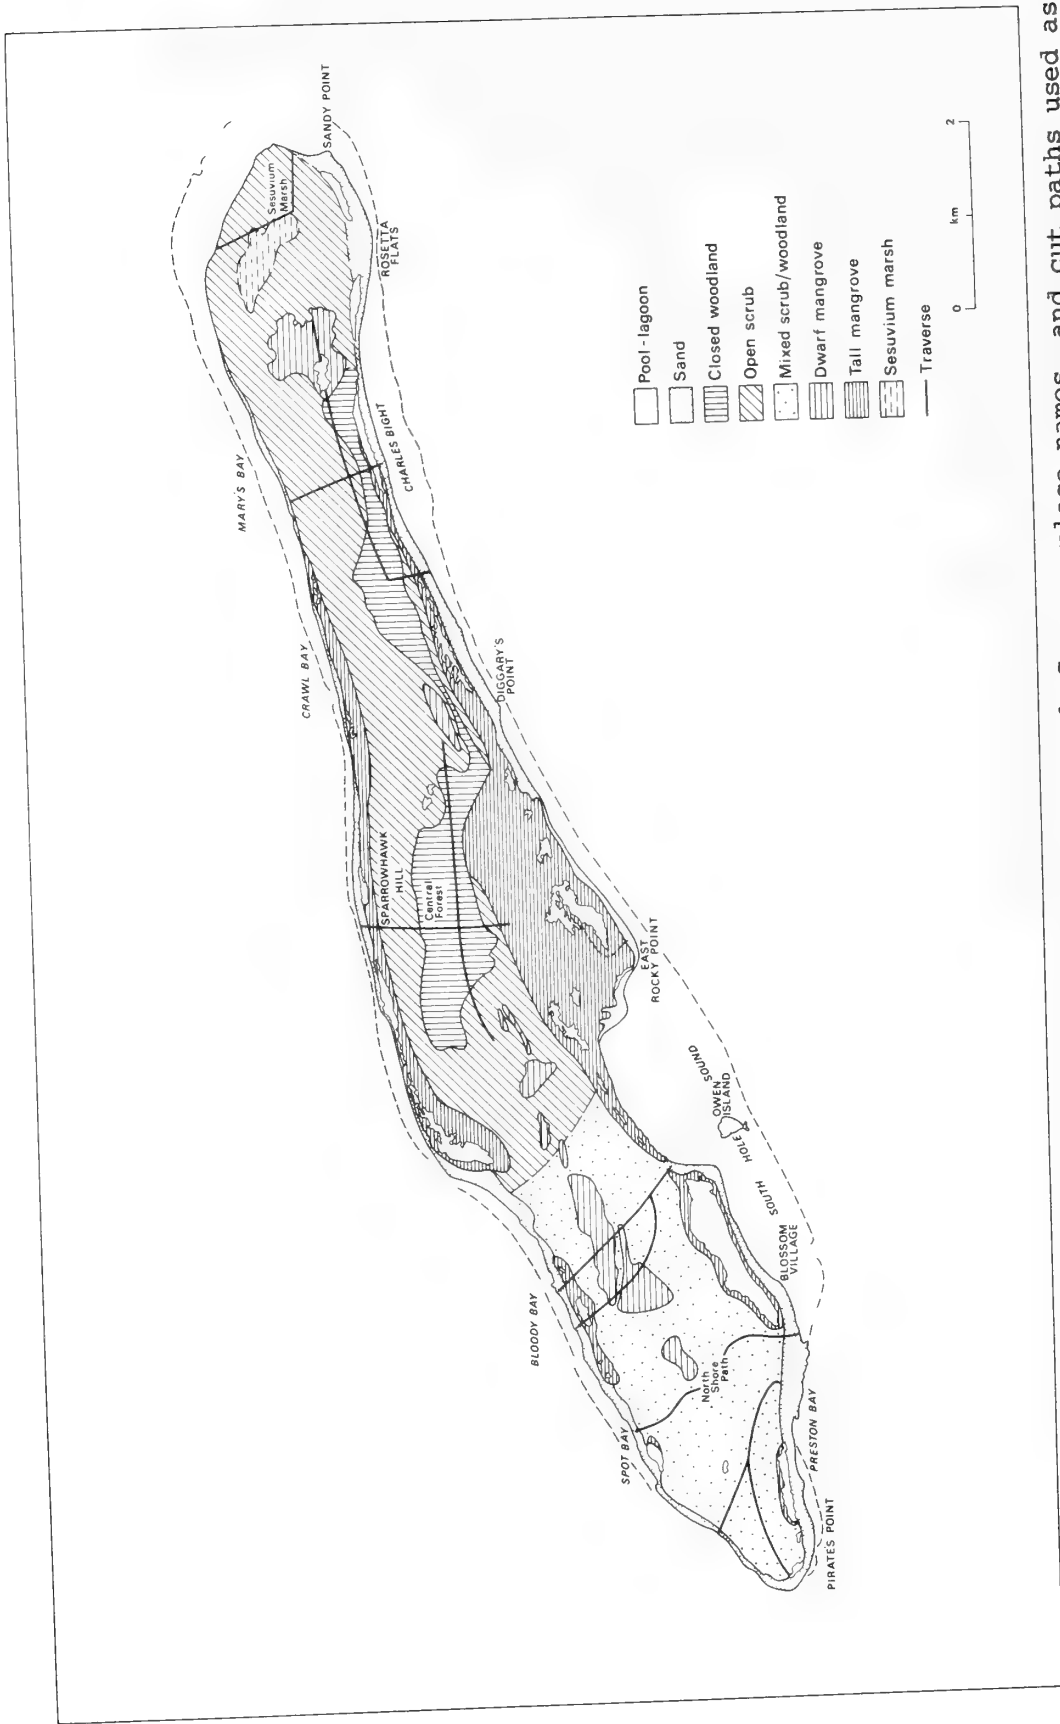 SANDY POINT
Sesuvium
Marsh
ROSETTA
FLATS
MARY'S BAY
CHARLES BIGHT
CRAWL BAY
DIGGARY'S
POINT
SPARROWHAWK
HILL
Central
Forest
EAST
ROCKY POINT
SOUTH HOLE SOUND
OWEN
ISLAND
BLOODY BAY
BLOSSOM
VILLAGE
North
Shore
Path
SPOT BAY
PRESTON BAY
PIRATES POINT
Pool - lagoon
Sand
Closed woodland
Open scrub
Mixed scrub/woodland
Dwarf mangrove
Tall mangrove
Sesuvium marsh
Traverse
0 km 2
place names, and cut paths used as